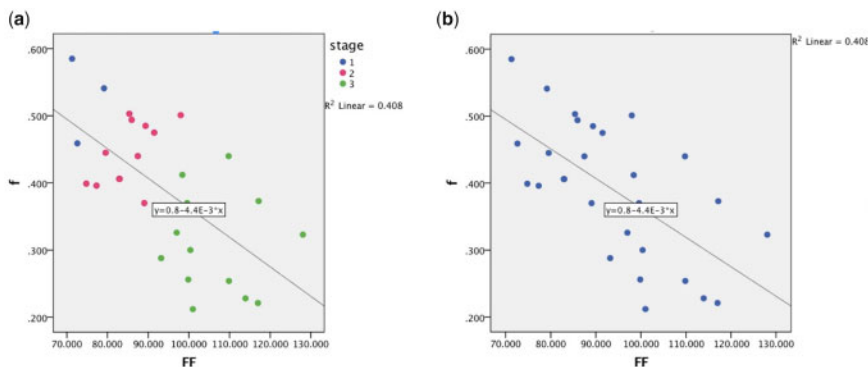 (a)
.600
.500
.400
.300
.200
f
70.000 80.000 90.000 100.000 110.000 120.000 130.000
FF
y=0.8-4.4E-3*x
stage
1
2
3
R² Linear = 0.408
(b)
.600
.500
.400
.300
.200
f
70.000 80.000 90.000 100.000 110.000 120.000 130.000
FF
y=0.8-4.4E-3*x
R² Linear = 0.408